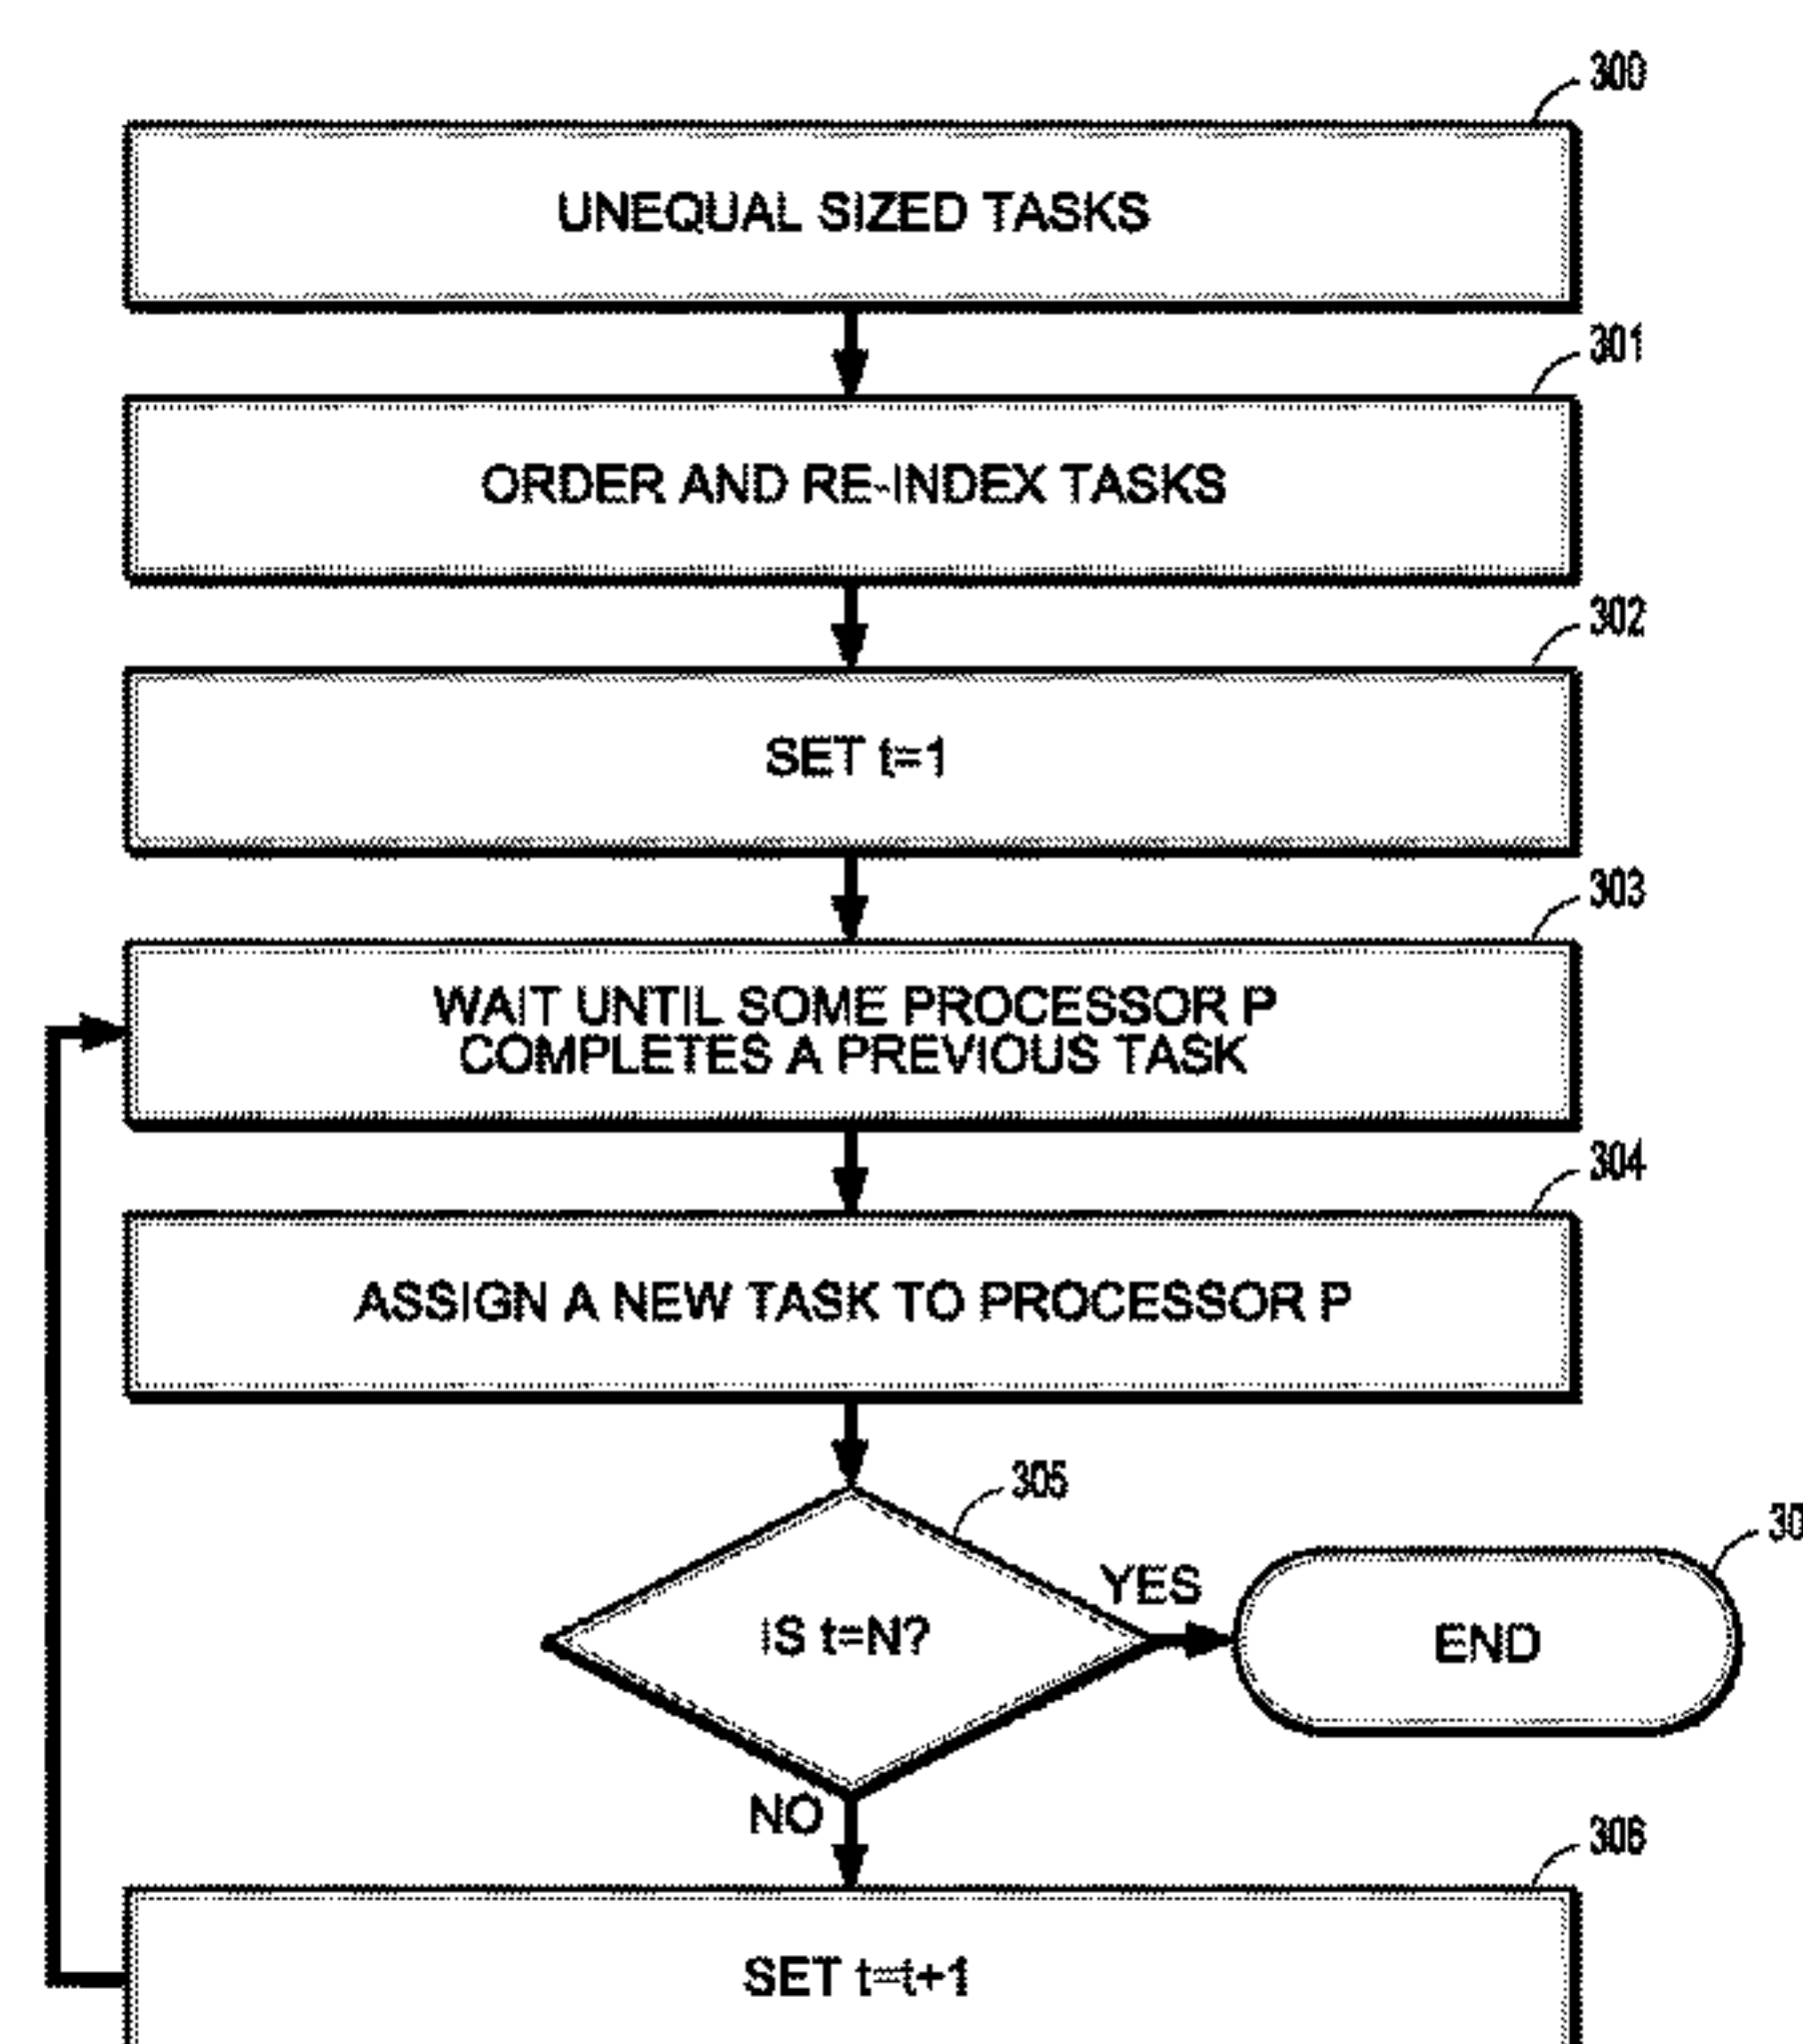 300
UNEQUAL SIZED TASKS
301
ORDER AND RE-INDEX TASKS
302
SET t=1
303
WAIT UNTIL SOME PROCESSOR P
COMPLETES A PREVIOUS TASK
304
ASSIGN A NEW TASK TO PROCESSOR P
305
IS t=N?
YES
30
END
NO
306
SET t=t+1